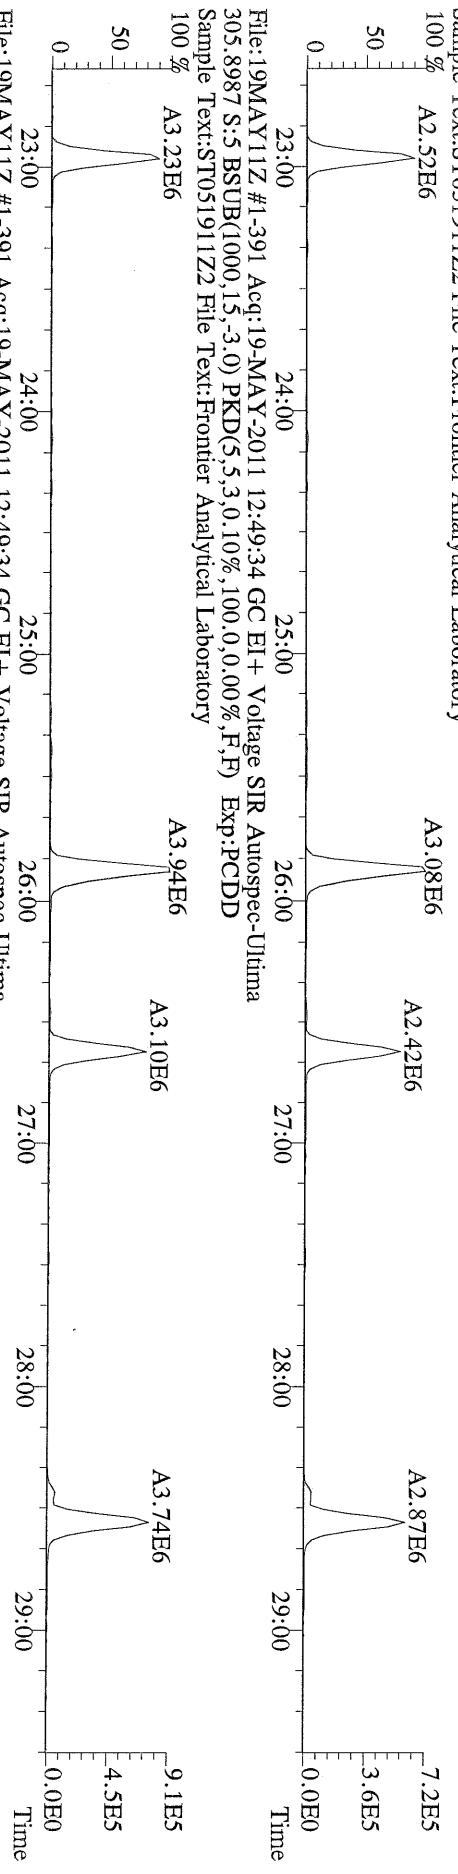 Sample Text:ST051911Z2 File Text:Frontier Analytical Laboratory
100 %
50
0
A2.52E6
A3.08E6
A2.42E6
A2.87E6
7.2E5
3.6E5
0.0E0
23:00
24:00
25:00
26:00
27:00
28:00
29:00
Time
File:19MAY11Z #1-391 Acq:19-MAY-2011 12:49:34 GC EI+ Voltage SIR Autospec-Ultima
305.8987 S:5 BSUB(1000,15,-3.0) PKD(5,5,3,0.10%,100.0,0.00%,F,F) Exp:PCDD
Sample Text:ST051911Z2 File Text:Frontier Analytical Laboratory
100 %
50
0
A3.23E6
A3.94E6
A3.10E6
A3.74E6
9.1E5
4.5E5
0.0E0
23:00
24:00
25:00
26:00
27:00
28:00
29:00
Time
File:19MAY11Z #1-391 Acq:19-MAY-2011 12:49:34 GC EI+ Voltage SIR Autospec-Ultima